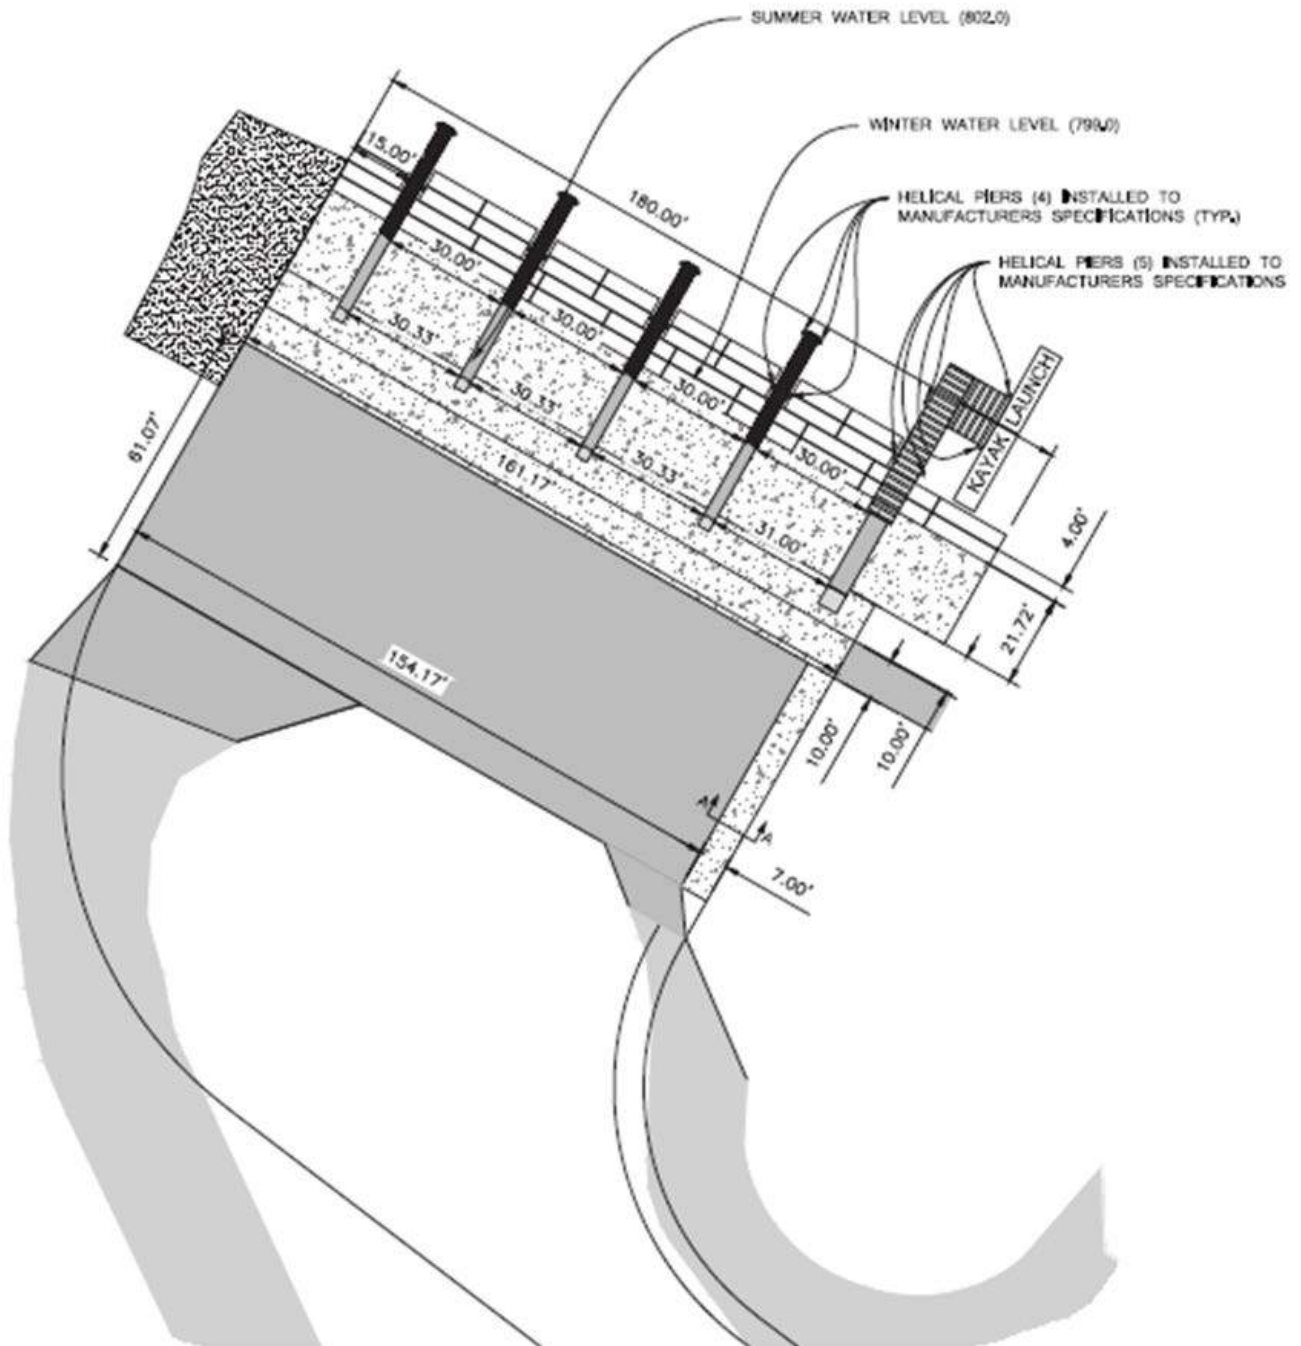 SUMMER WATER LEVEL (802.0)
WINTER WATER LEVEL (799.0)
HELICAL PIERS (4) INSTALLED TO
MANUFACTURERS SPECIFICATIONS (TYP.)
HELICAL PIERS (5) INSTALLED TO
MANUFACTURERS SPECIFICATIONS
15.00'
180.00'
30.00'
30.00'
30.00'
30.00'
30.33'
30.33'
30.33'
31.00'
161.17'
KAYAK LAUNCH
61.07'
4.00'
21.72'
154.17'
10.00'
10.00'
A
A
7.00'